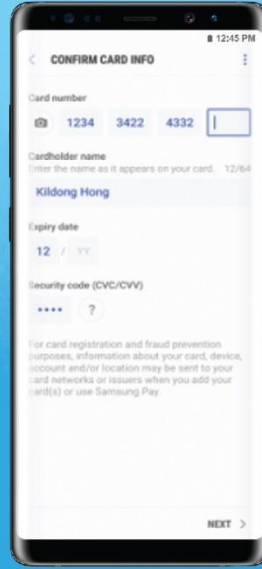 12:45 PM
CONFIRM CARD INFO
Card number
1234 3422 4332
Cardholder name
Enter the name as it appears on your card. 12/64
Kildong Hong
Expiry date
12 / YY
Security code (CVC/CVV)
•••• ?
For card registration and fraud prevention
purposes, information about your card, device,
account and/or location may be sent to your
card networks or issuers when you add your
card(s) or use Samsung Pay.
NEXT >